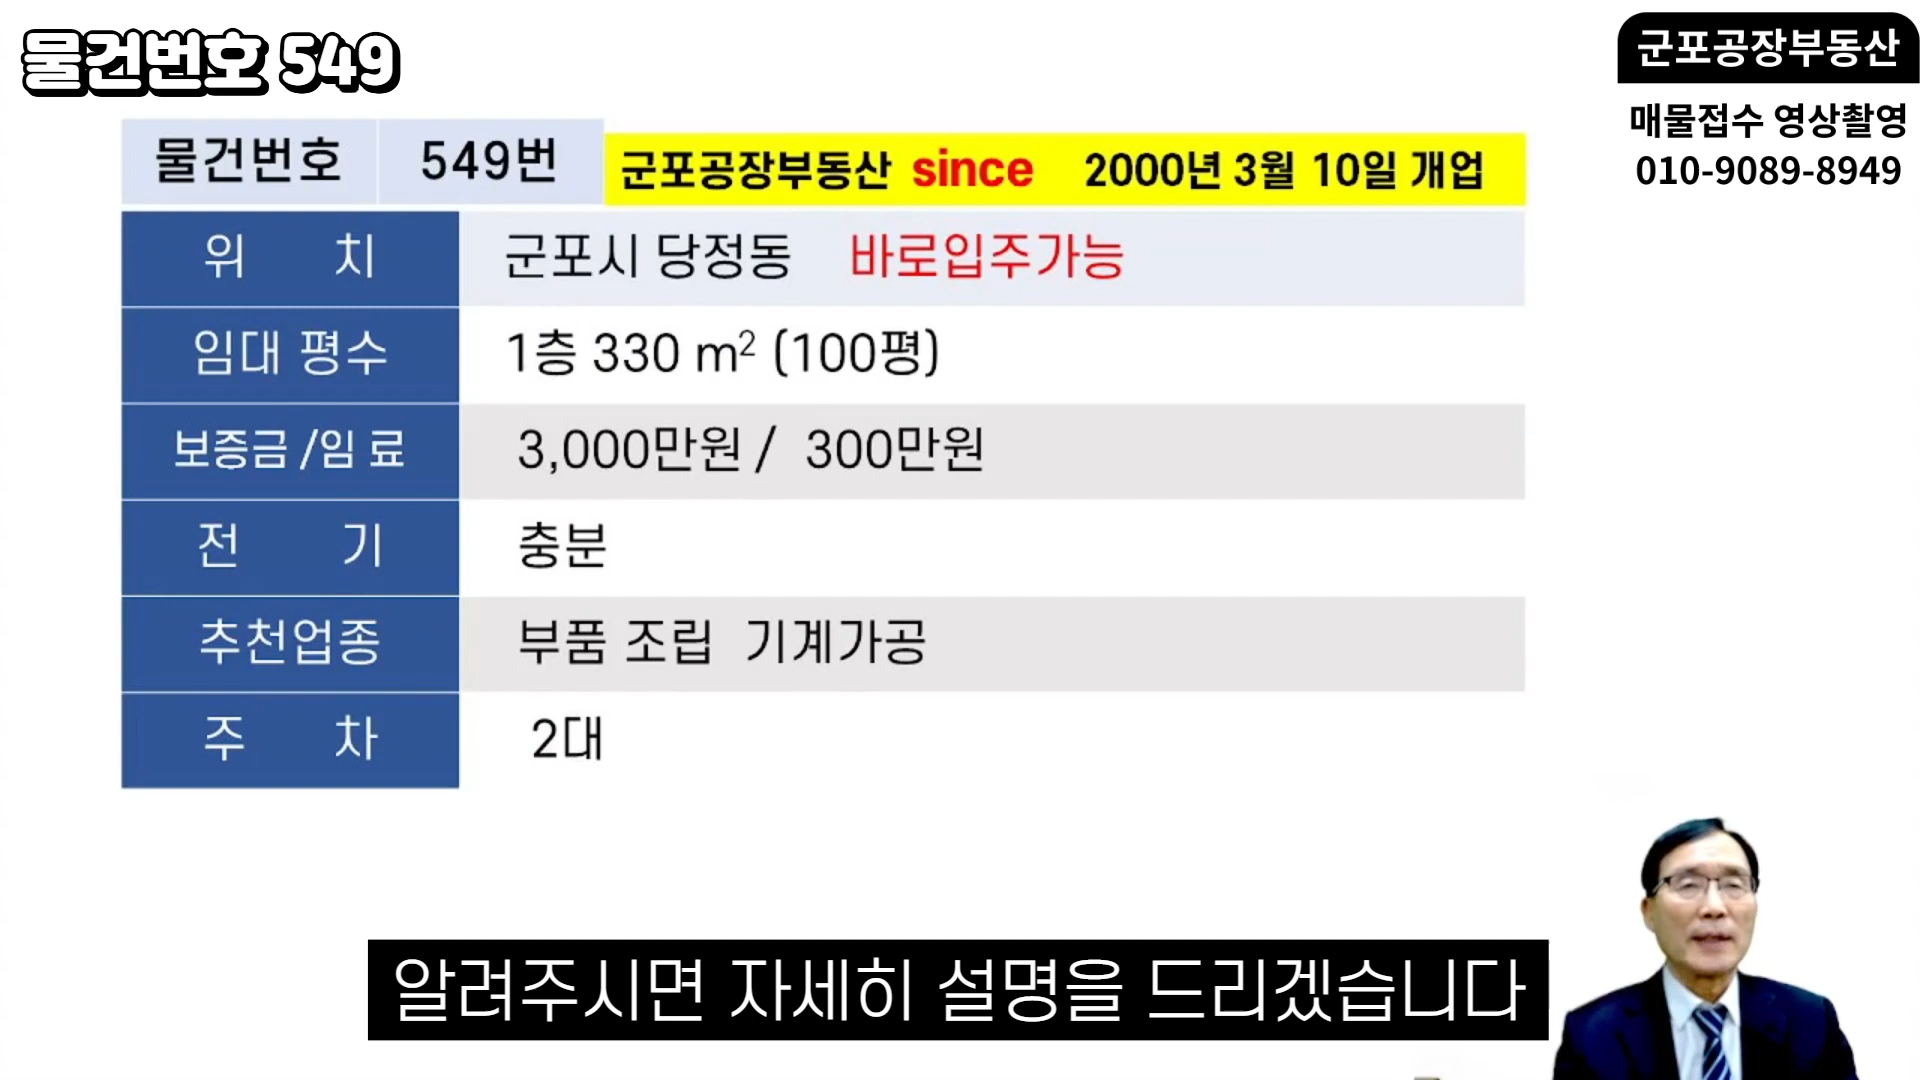 물건번호 549
군포공장부동산
매물접수 영상촬영
010-9089-8949
물건번호 549번 군포공장부동산 since 2000년 3월 10일 개업
위 치 군포시 당정동 바로입주가능
임대 평수 1층 330 m² (100평)
보증금 /임 료 3,000만원 / 300만원
전 기 충분
추천업종 부품 조립 기계가공
주 차 2대
알려주시면 자세히 설명을 드리겠습니다